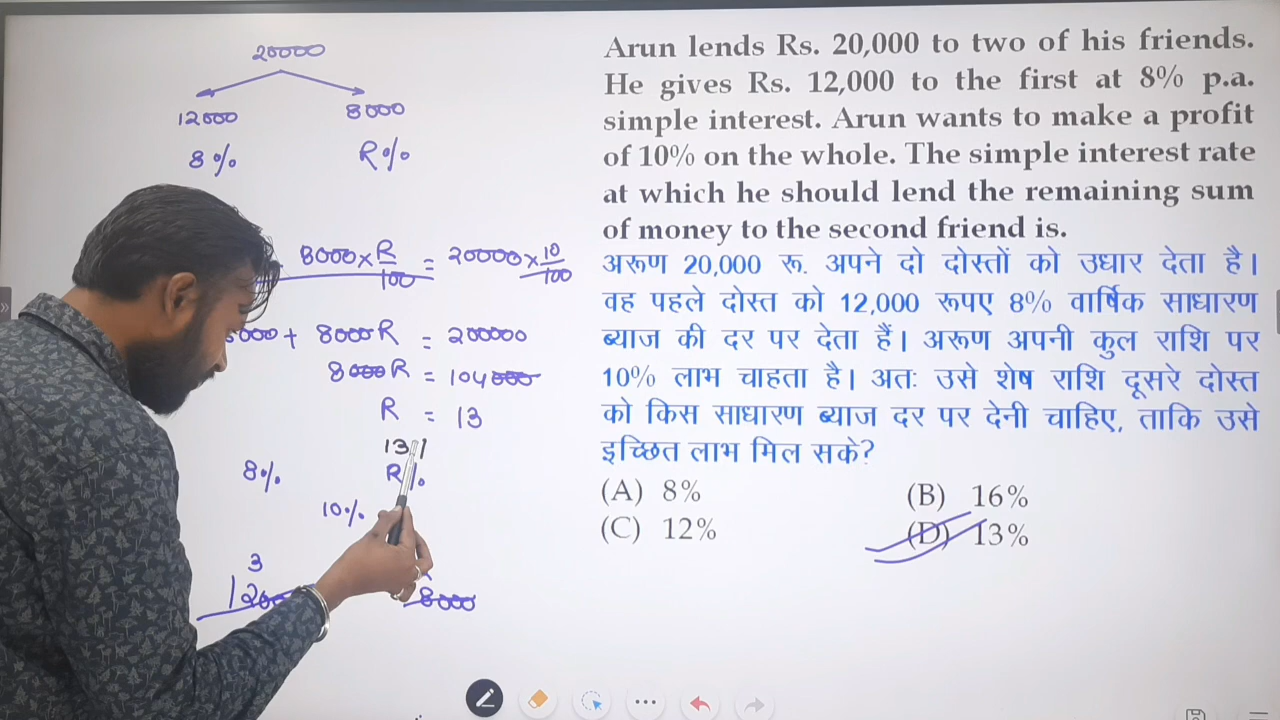 20000
12000 8000
8% R%
8000 × R/100 = 20000 × 10/100
000 + 8000R = 200000
8000R = 104000
R = 13
13
8% R%
10%
3
12000 8000
Arun lends Rs. 20,000 to two of his friends.
He gives Rs. 12,000 to the first at 8% p.a.
simple interest. Arun wants to make a profit
of 10% on the whole. The simple interest rate
at which he should lend the remaining sum
of money to the second friend is.
अरूण 20,000 रू. अपने दो दोस्तों को उधार देता है।
वह पहले दोस्त को 12,000 रूपए 8% वार्षिक साधारण
ब्याज की दर पर देता हैं। अरूण अपनी कुल राशि पर
10% लाभ चाहता है। अतः उसे शेष राशि दूसरे दोस्त
को किस साधारण ब्याज दर पर देनी चाहिए, ताकि उसे
इच्छित लाभ मिल सके?
(A) 8% (B) 16%
(C) 12% (D) 13%